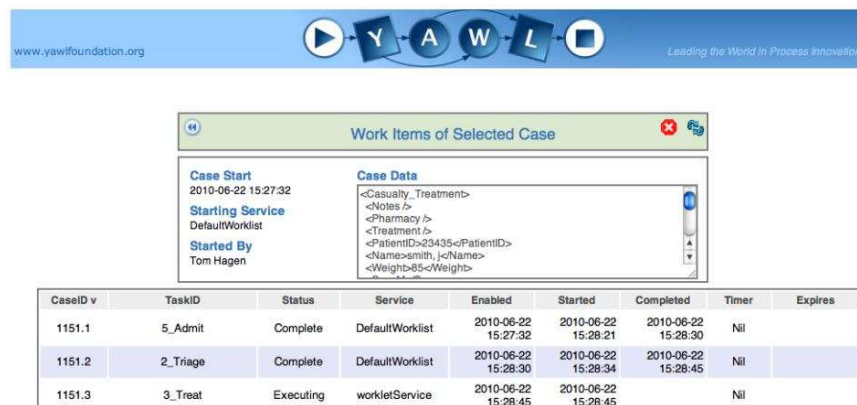 www.yawlfoundation.org
Y A W L
Leading the World in Process Innovation
Work Items of Selected Case
Case Start
2010-06-22 15:27:32
Starting Service
DefaultWorklist
Started By
Tom Hagen
Case Data
<Casualty_Treatment>
<Notes />
<Pharmacy />
<Treatment />
<PatientID>23435</PatientID>
<Name>smith, j</Name>
<Weight>85</Weight>
CaseID v TaskID Status Service Enabled Started Completed Timer Expires
1151.1 5_Admit Complete DefaultWorklist 2010-06-22 15:27:32 2010-06-22 15:28:21 2010-06-22 15:28:30 Nil
1151.2 2_Triage Complete DefaultWorklist 2010-06-22 15:28:30 2010-06-22 15:28:34 2010-06-22 15:28:45 Nil
1151.3 3_Treat Executing workletService 2010-06-22 15:28:45 2010-06-22 15:28:45 Nil